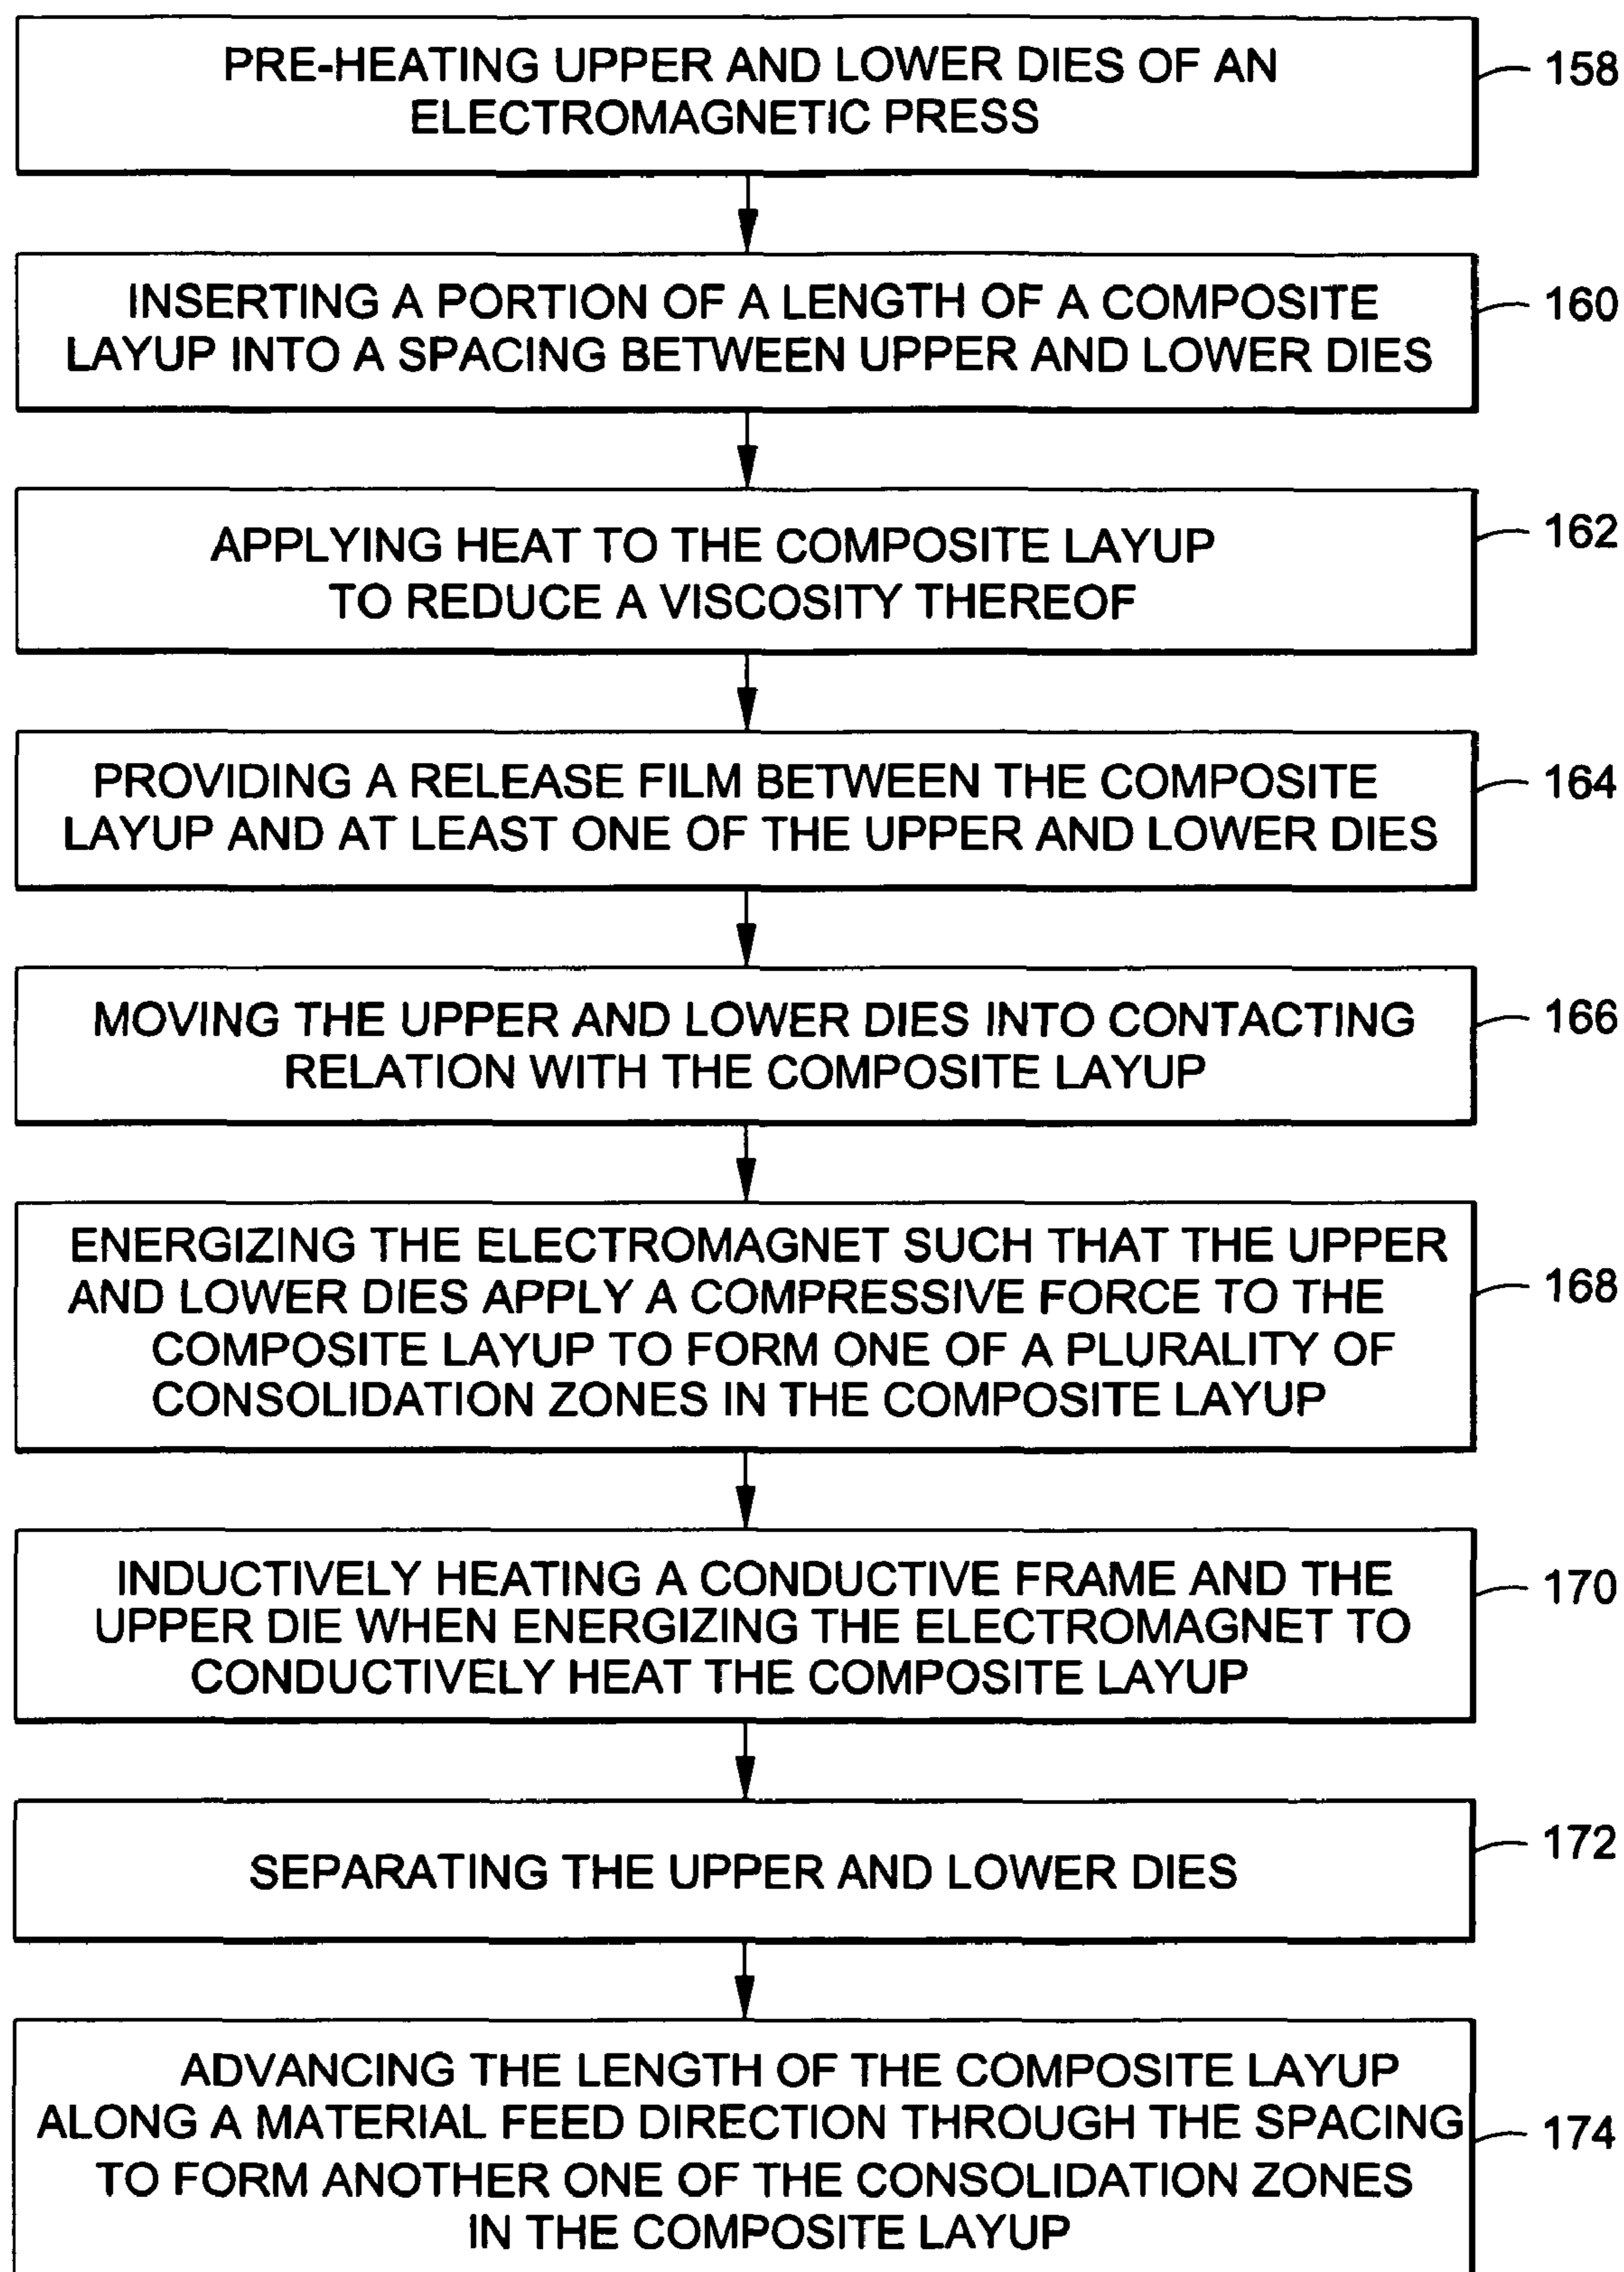 PRE-HEATING UPPER AND LOWER DIES OF AN
ELECTROMAGNETIC PRESS
158
INSERTING A PORTION OF A LENGTH OF A COMPOSITE
LAYUP INTO A SPACING BETWEEN UPPER AND LOWER DIES
160
APPLYING HEAT TO THE COMPOSITE LAYUP
TO REDUCE A VISCOSITY THEREOF
162
PROVIDING A RELEASE FILM BETWEEN THE COMPOSITE
LAYUP AND AT LEAST ONE OF THE UPPER AND LOWER DIES
164
MOVING THE UPPER AND LOWER DIES INTO CONTACTING
RELATION WITH THE COMPOSITE LAYUP
166
ENERGIZING THE ELECTROMAGNET SUCH THAT THE UPPER
AND LOWER DIES APPLY A COMPRESSIVE FORCE TO THE
COMPOSITE LAYUP TO FORM ONE OF A PLURALITY OF
CONSOLIDATION ZONES IN THE COMPOSITE LAYUP
168
INDUCTIVELY HEATING A CONDUCTIVE FRAME AND THE
UPPER DIE WHEN ENERGIZING THE ELECTROMAGNET TO
CONDUCTIVELY HEAT THE COMPOSITE LAYUP
170
SEPARATING THE UPPER AND LOWER DIES
172
ADVANCING THE LENGTH OF THE COMPOSITE LAYUP
ALONG A MATERIAL FEED DIRECTION THROUGH THE SPACING
TO FORM ANOTHER ONE OF THE CONSOLIDATION ZONES
IN THE COMPOSITE LAYUP
174